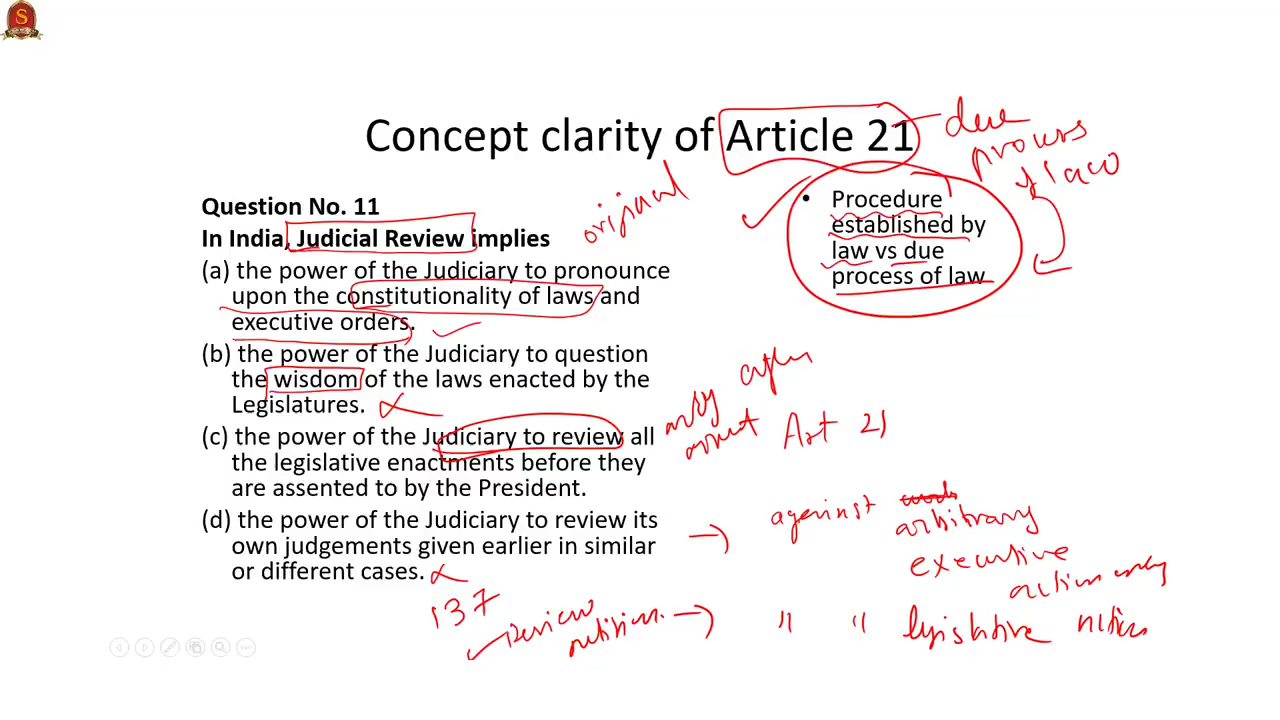 Concept clarity of Article 21
due
process
of law
original
Question No. 11
In India, Judicial Review implies
(a) the power of the Judiciary to pronounce
upon the constitutionality of laws and
executive orders.
(b) the power of the Judiciary to question
the wisdom of the laws enacted by the
Legislatures.
(c) the power of the Judiciary to review all
the legislative enactments before they
are assented to by the President.
(d) the power of the Judiciary to review its
own judgements given earlier in similar
or different cases.
• Procedure
established by
law vs due
process of law
Art 21
against
arbitrary
executive
action only
137
review
petition
" " legislative
S